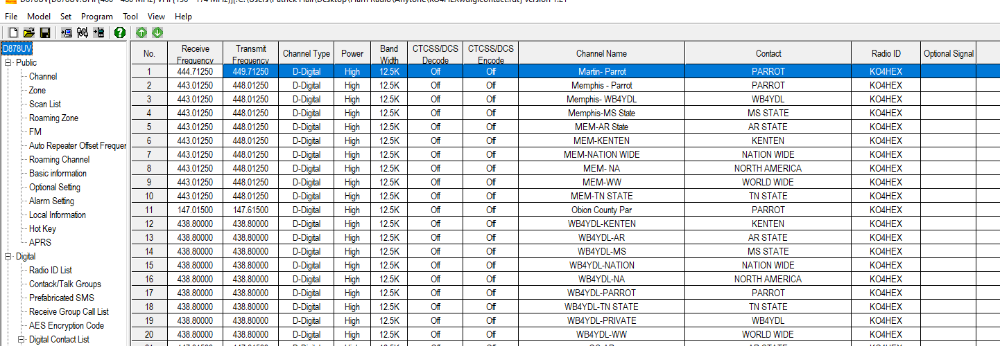 D878UV[D878UV:UHF{400 - 480 MHz} VHF{136 - 174 MHz}][:C:\Users\Patrick Hall\Desktop\Ham Radio\Anytone\KO4HEXwdigicontact.rdt] Version 1.21
File Model Set Program Tool View Help
D878UV
Public
Channel
Zone
Scan List
Roaming Zone
FM
Auto Repeater Offset Frequen
Roaming Channel
Basic information
Optional Setting
Alarm Setting
Local Information
Hot Key
APRS
Digital
Radio ID List
Contack/Talk Groups
Prefabricated SMS
Receive Group Call List
AES Encryption Code
Digital Contact List
No. Receive Frequency Transmit Frequency Channel Type Power Band Width CTCSS/DCS Decode CTCSS/DCS Encode Channel Name Contact Radio ID Optional Signal
1 444.71250 449.71250 D-Digital High 12.5K Off Off Martin- Parrot PARROT KO4HEX
2 443.01250 448.01250 D-Digital High 12.5K Off Off Memphis - Parrot PARROT KO4HEX
3 443.01250 448.01250 D-Digital High 12.5K Off Off Memphis- WB4YDL WB4YDL KO4HEX
4 443.01250 448.01250 D-Digital High 12.5K Off Off Memphis-MS State MS STATE KO4HEX
5 443.01250 448.01250 D-Digital High 12.5K Off Off MEM-AR State AR STATE KO4HEX
6 443.01250 448.01250 D-Digital High 12.5K Off Off MEM-KENTEN KENTEN KO4HEX
7 443.01250 448.01250 D-Digital High 12.5K Off Off MEM-NATION WIDE NATION WIDE KO4HEX
8 443.01250 448.01250 D-Digital High 12.5K Off Off MEM- NA NORTH AMERICA KO4HEX
9 443.01250 448.01250 D-Digital High 12.5K Off Off MEM-WW WORLD WIDE KO4HEX
10 443.01250 448.01250 D-Digital High 12.5K Off Off MEM-TN STATE TN STATE KO4HEX
11 147.01500 147.61500 D-Digital High 12.5K Off Off Obion County Par PARROT KO4HEX
12 438.80000 438.80000 D-Digital High 12.5K Off Off WB4YDL-KENTEN KENTEN KO4HEX
13 438.80000 438.80000 D-Digital High 12.5K Off Off WB4YDL-AR AR STATE KO4HEX
14 438.80000 438.80000 D-Digital High 12.5K Off Off WB4YDL-MS MS STATE KO4HEX
15 438.80000 438.80000 D-Digital High 12.5K Off Off WB4YDL-NATION NATION WIDE KO4HEX
16 438.80000 438.80000 D-Digital High 12.5K Off Off WB4YDL-NA NORTH AMERICA KO4HEX
17 438.80000 438.80000 D-Digital High 12.5K Off Off WB4YDL-PARROT PARROT KO4HEX
18 438.80000 438.80000 D-Digital High 12.5K Off Off WB4YDL-TN STATE TN STATE KO4HEX
19 438.80000 438.80000 D-Digital High 12.5K Off Off WB4YDL-PRIVATE WB4YDL KO4HEX
20 438.80000 438.80000 D-Digital High 12.5K Off Off WB4YDL-WW WORLD WIDE KO4HEX